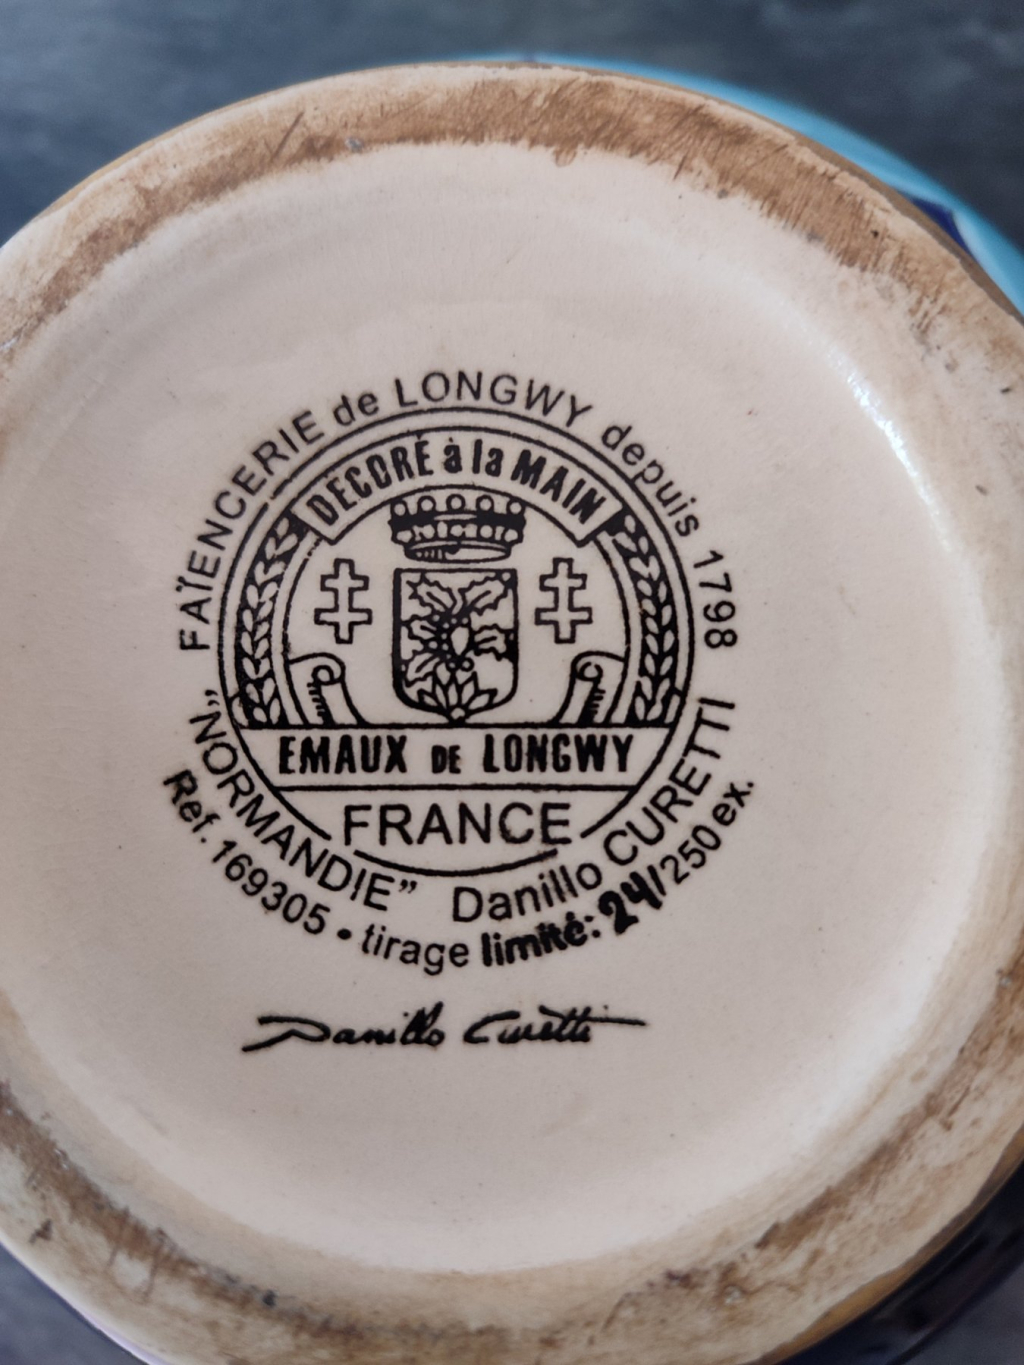 FAÏENCERIE de LONGWY depuis 1798
DÉCORÉ à la MAIN
EMAUX DE LONGWY
FRANCE
"NORMANDIE" Danillo CURETTI
Ref. 169305 • tirage limité: 24/250 ex.
Danillo Curetti